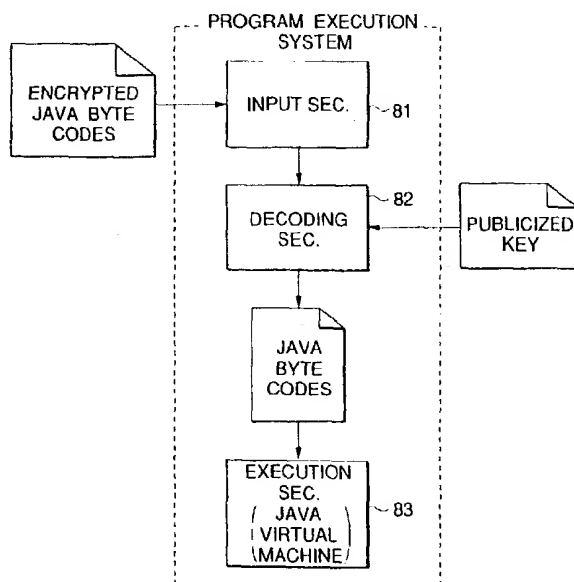 PROGRAM EXECUTION
SYSTEM
ENCRYPTED
JAVA BYTE
CODES
INPUT SEC.
81
DECODING
SEC.
82
PUBLICIZED
KEY
JAVA
BYTE
CODES
EXECUTION
SEC.
(JAVA
VIRTUAL
MACHINE)
83